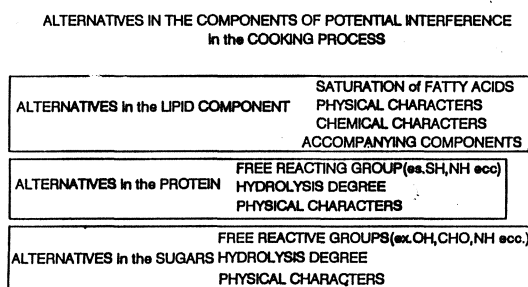 ALTERNATIVES IN THE COMPONENTS OF POTENTIAL INTERFERENCE
in the COOKING PROCESS
SATURATION of FATTY ACIDS
ALTERNATIVES in the LIPID COMPONENT PHYSICAL CHARACTERS
CHEMICAL CHARACTERS
ACCOMPANYING COMPONENTS
FREE REACTING GROUP(es.SH,NH ecc)
ALTERNATIVES in the PROTEIN HYDROLYSIS DEGREE
PHYSICAL CHARACTERS
FREE REACTIVE GROUPS(ex.OH,CHO,NH ecc.)
ALTERNATIVES in the SUGARS HYDROLYSIS DEGREE
PHYSICAL CHARACTERS